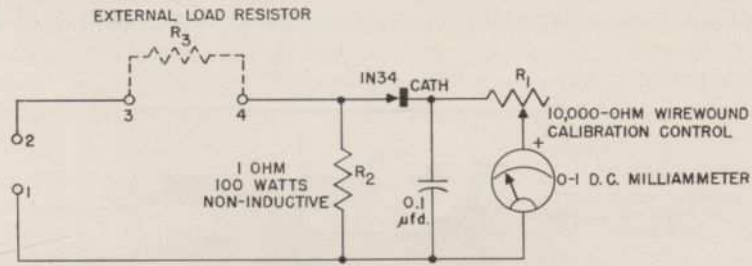 EXTERNAL LOAD RESISTOR
R3
3
4
IN34
CATH
R1
10,000-OHM WIREWOUND
CALIBRATION CONTROL
2
1
1 OHM
100 WATTS
NON-INDUCTIVE
R2
0.1
µfd.
+
0-1 D.C. MILLIAMMETER